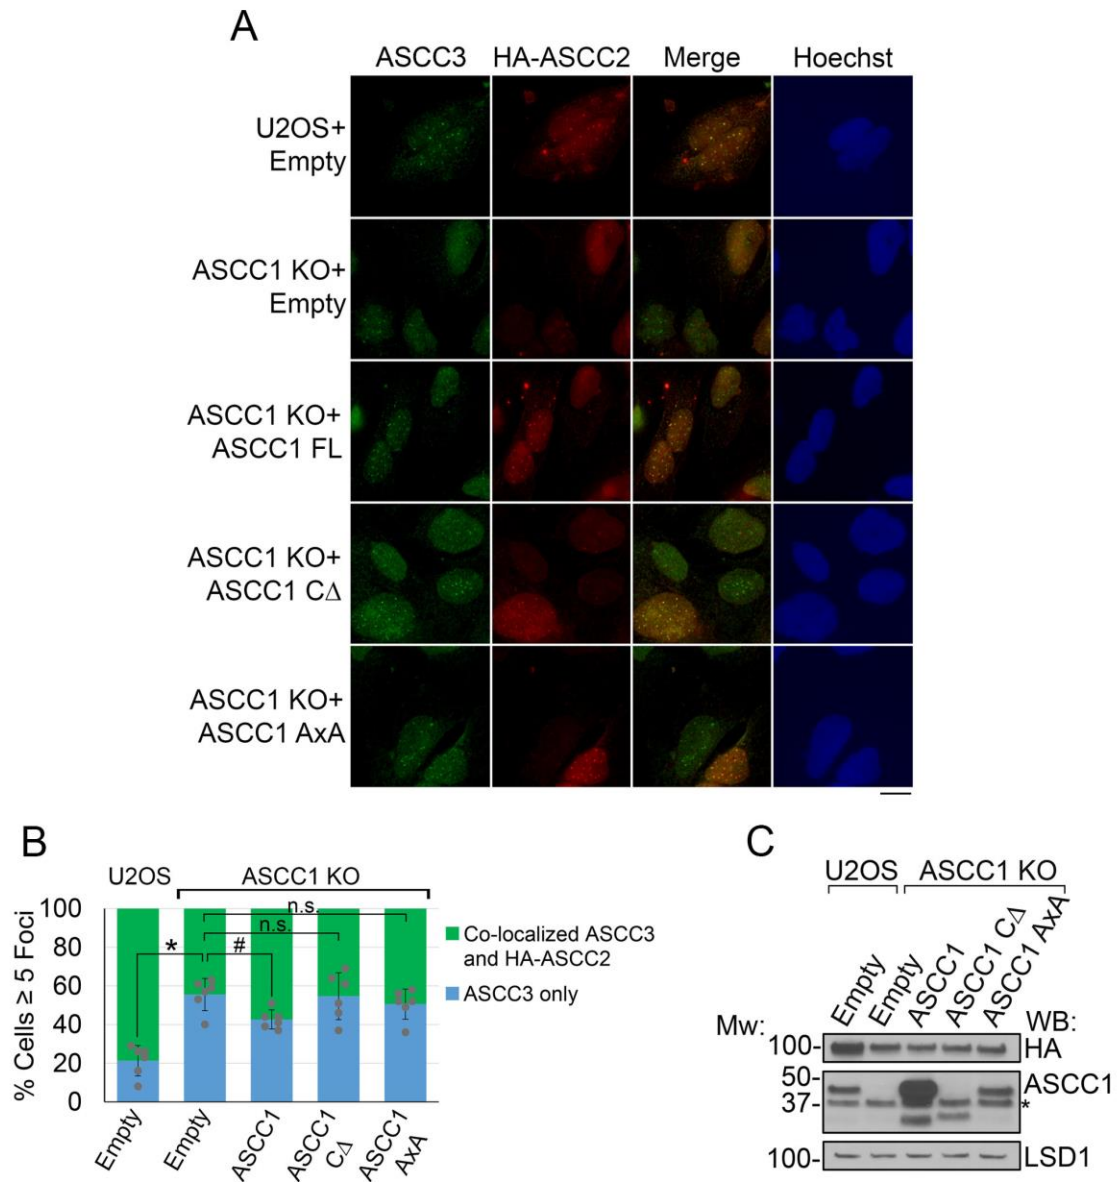 A
ASCC3 HA-ASCC2 Merge Hoechst
U2OS+
Empty
ASCC1 KO+
Empty
ASCC1 KO+
ASCC1 FL
ASCC1 KO+
ASCC1 CΔ
ASCC1 KO+
ASCC1 AxA
B
U2OS ASCC1 KO
% Cells ≥ 5 Foci
100
80
60
40
20
0
n.s.
n.s.
* #
Co-localized ASCC3
and HA-ASCC2
ASCC3 only
Empty
Empty
ASCC1
ASCC1
CΔ
ASCC1
AxA
C
U2OS ASCC1 KO
Empty
Empty
ASCC1
ASCC1 CΔ
ASCC1 AxA
Mw: WB:
100- HA
50- ASCC1
37- *
100- LSD1